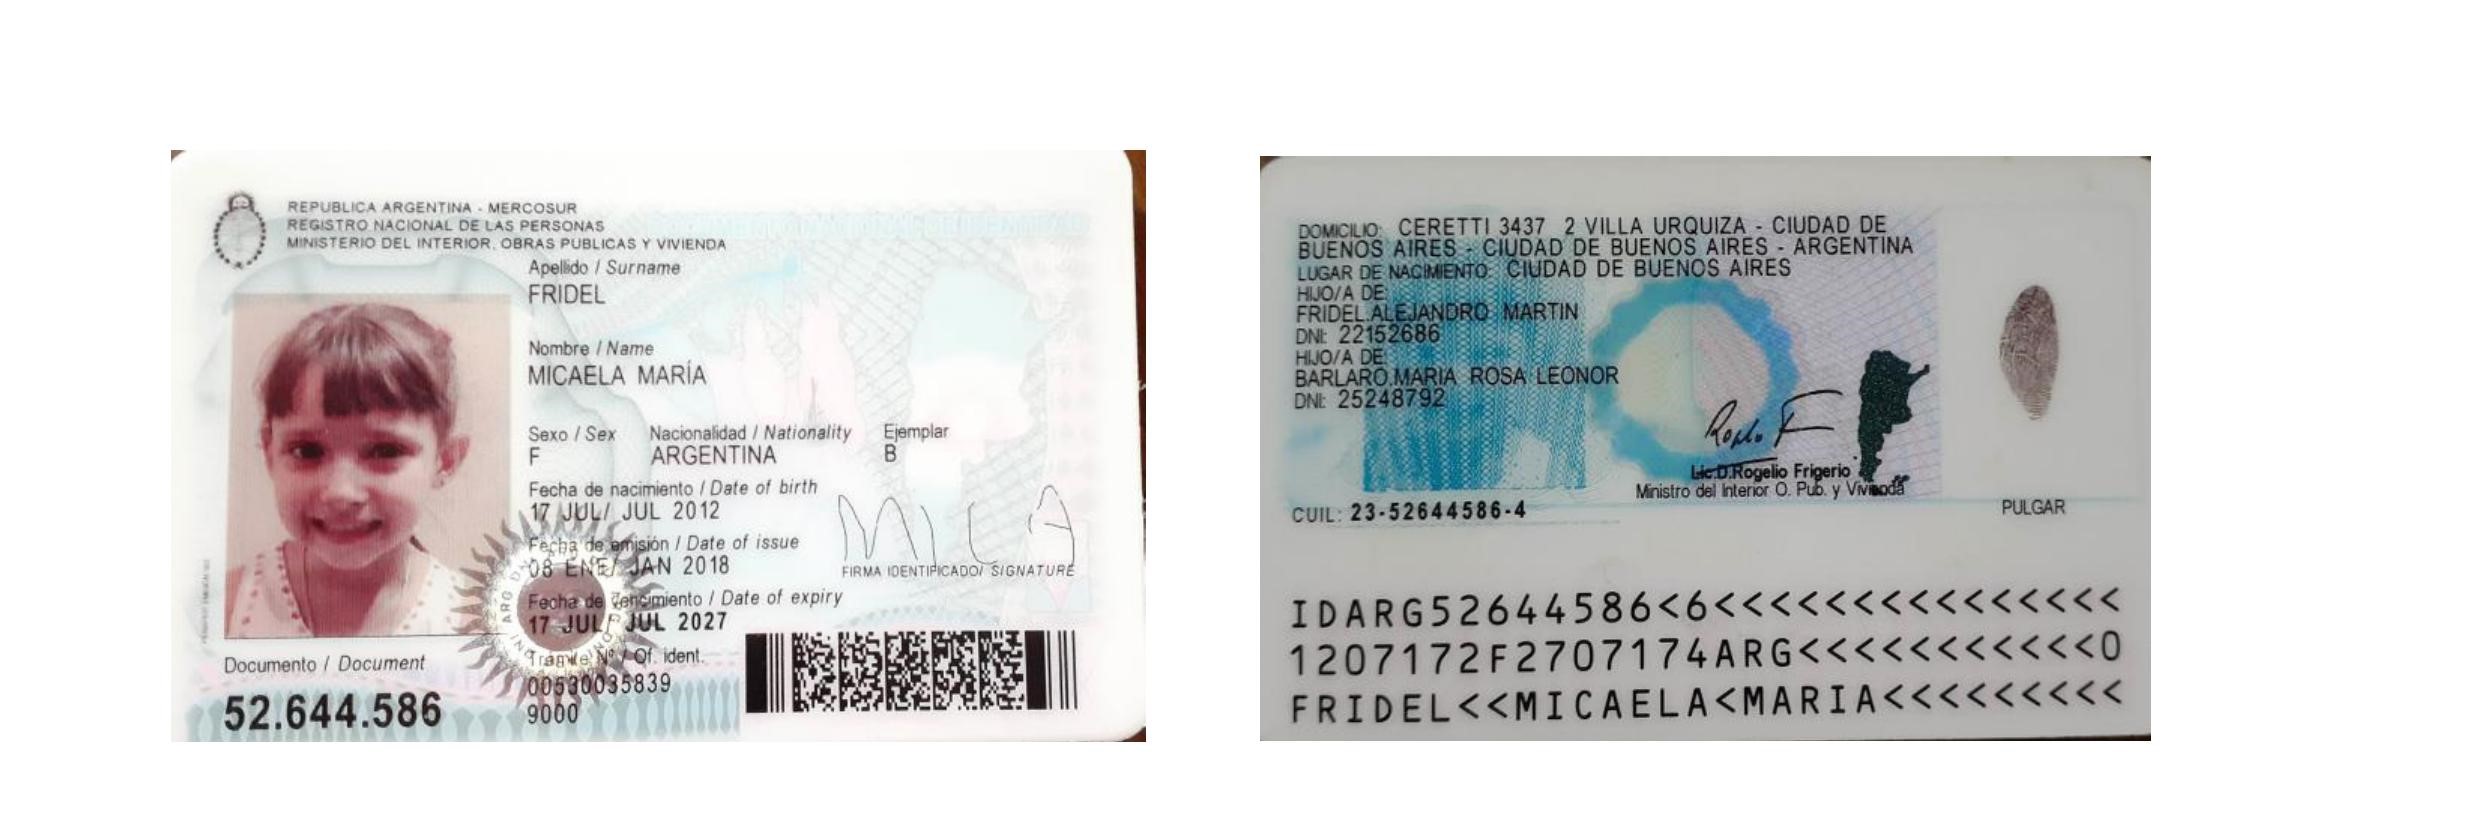 REPUBLICA ARGENTINA - MERCOSUR
REGISTRO NACIONAL DE LAS PERSONAS
MINISTERIO DEL INTERIOR, OBRAS PUBLICAS Y VIVIENDA
Apellido / Surname
FRIDEL
Nombre / Name
MICAELA MARÍA
Sexo / Sex Nacionalidad / Nationality Ejemplar
F ARGENTINA B
Fecha de nacimiento / Date of birth
17 JUL/ JUL 2012
Fecha de emisión / Date of issue
08 ENE/ JAN 2018
MILA
FIRMA IDENTIFICADO/ SIGNATURE
Fecha de vencimiento / Date of expiry
17 JUL/ JUL 2027
Trámite Nº / Of. ident.
00530035839
9000
Documento / Document
52.644.586
DOMICILIO: CERETTI 3437 2 VILLA URQUIZA - CIUDAD DE
BUENOS AIRES - CIUDAD DE BUENOS AIRES - ARGENTINA
LUGAR DE NACIMIENTO: CIUDAD DE BUENOS AIRES
HIJO/A DE:
FRIDEL.ALEJANDRO MARTIN
DNI: 22152686
HIJO/A DE:
BARLARO.MARIA ROSA LEONOR
DNI: 25248792
Lic.D.Rogelio Frigerio
Ministro del Interior O. Pub. y Vivienda
CUIL: 23-52644586-4
PULGAR
IDARG52644586<6<<<<<<<<<<<<<<<
1207172F2707174ARG<<<<<<<<<<<0
FRIDEL<<MICAELA<MARIA<<<<<<<<<